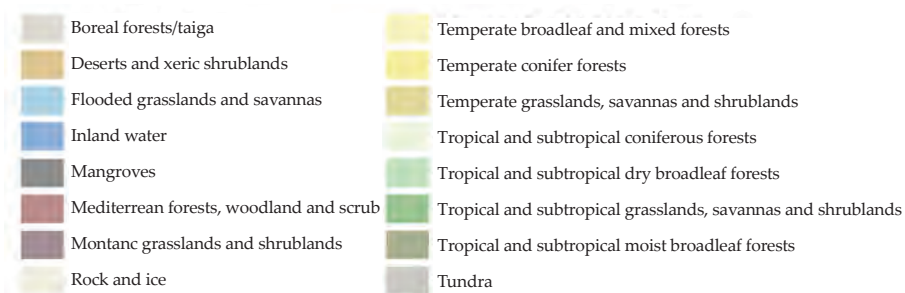 Boreal forests/taiga
Deserts and xeric shrublands
Flooded grasslands and savannas
Inland water
Mangroves
Mediterrean forests, woodland and scrub
Montanc grasslands and shrublands
Rock and ice
Temperate broadleaf and mixed forests
Temperate conifer forests
Temperate grasslands, savannas and shrublands
Tropical and subtropical coniferous forests
Tropical and subtropical dry broadleaf forests
Tropical and subtropical grasslands, savannas and shrublands
Tropical and subtropical moist broadleaf forests
Tundra